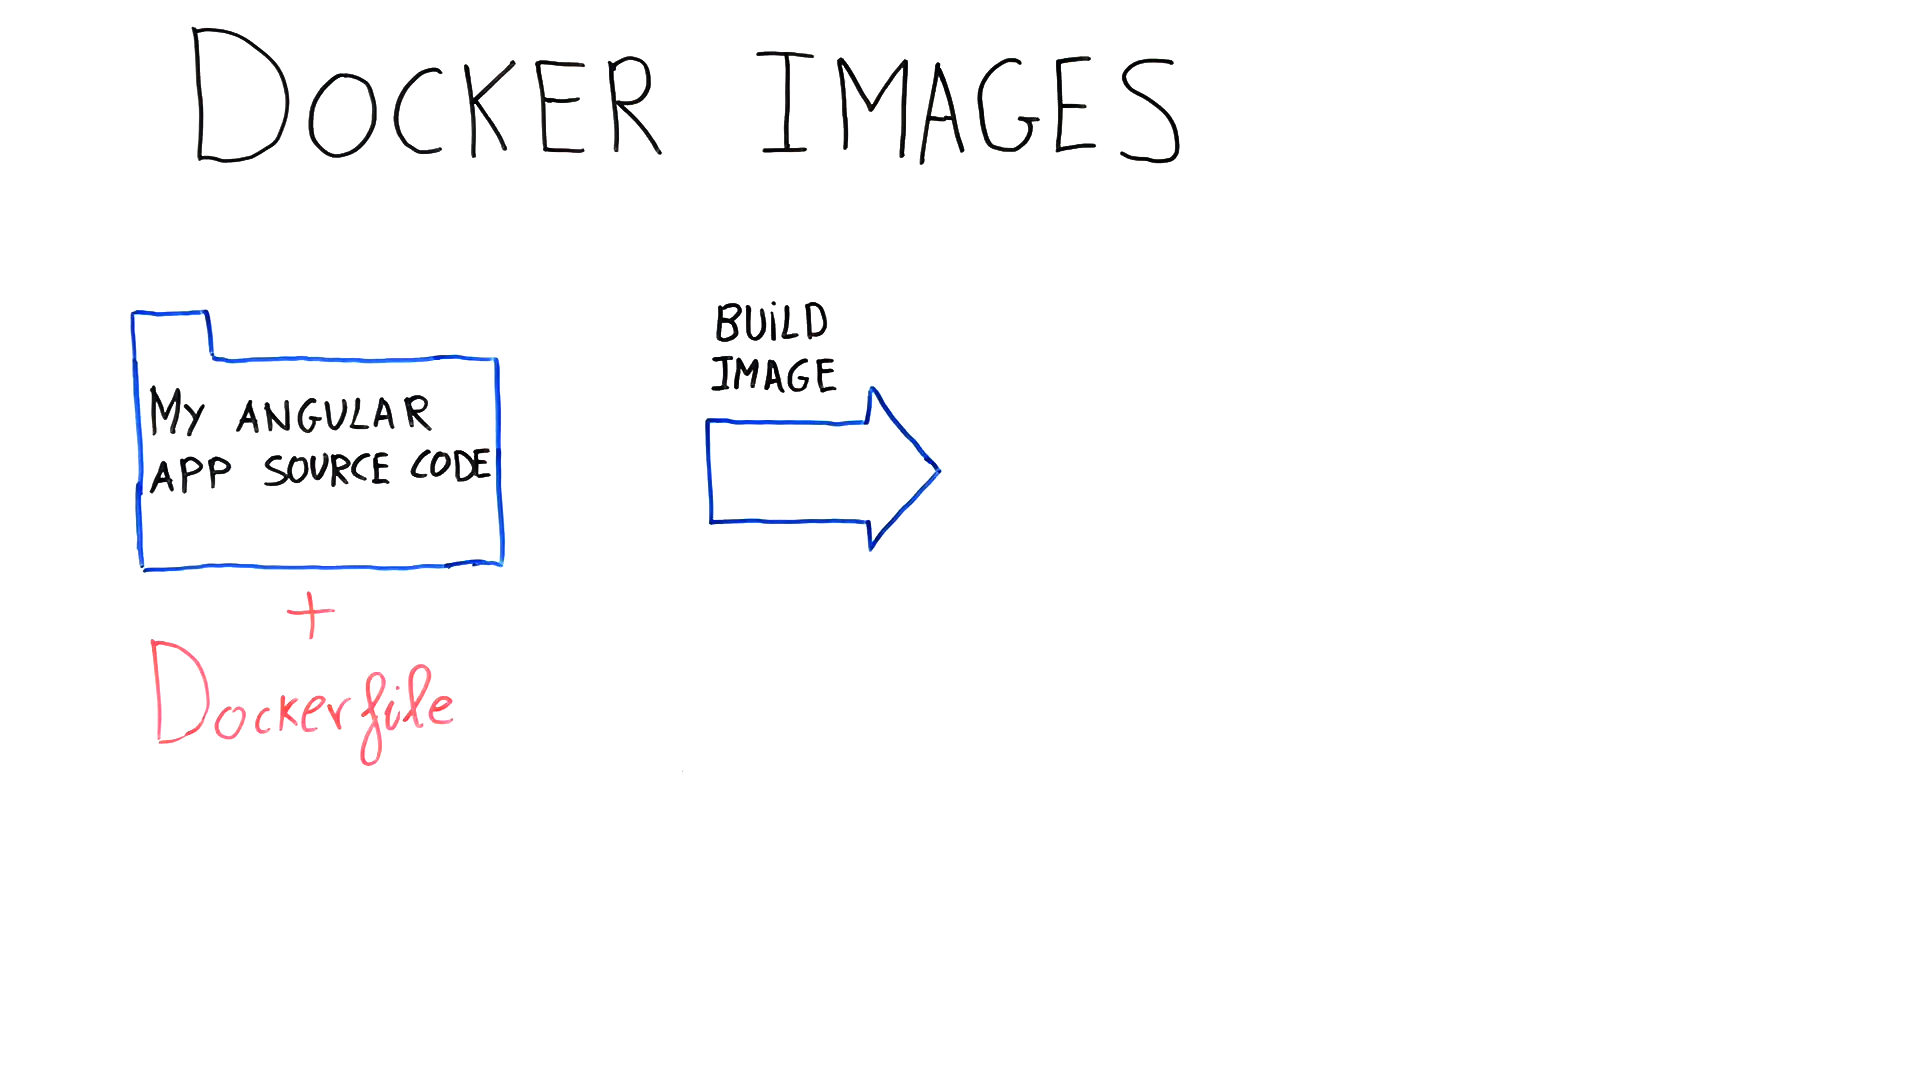 DOCKER IMAGES
BUiLD
IMAGE
My ANGULAR
APP SOURCE CODE
+
Dockerfile